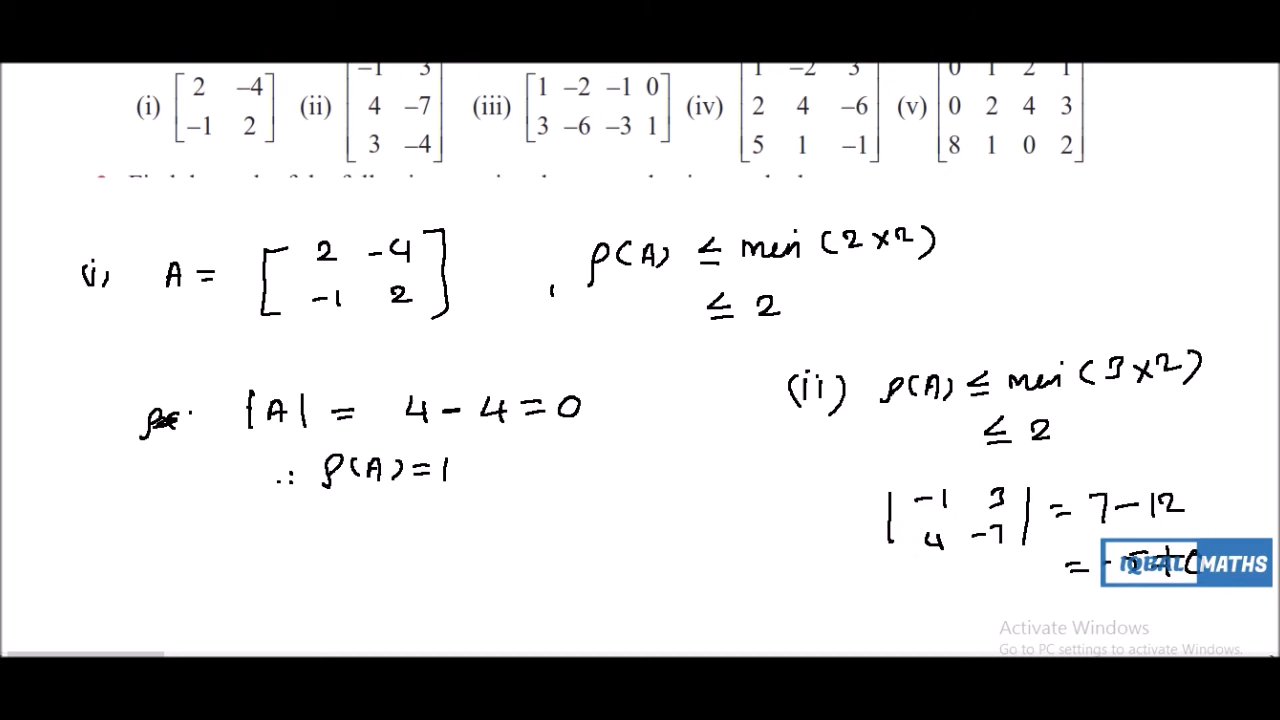 (i) [2 −4; −1 2] (ii) [−1 3; 4 −7; 3 −4] (iii) [1 −2 −1 0; 3 −6 −3 1] (iv) [1 −2 3; 2 4 −6; 5 1 −1] (v) [0 1 2 1; 0 2 4 3; 8 1 0 2]
(i) A = [2 -4; -1 2] , ρ(A) ≤ min (2×2)
≤ 2
|A| = 4 - 4 = 0
∴ ρ(A) = 1
(ii) ρ(A) ≤ min (3×2)
≤ 2
|-1 3; 4 -7| = 7 - 12
= -5 ≠
IQBAL MATHS
Activate Windows
Go to PC settings to activate Windows.